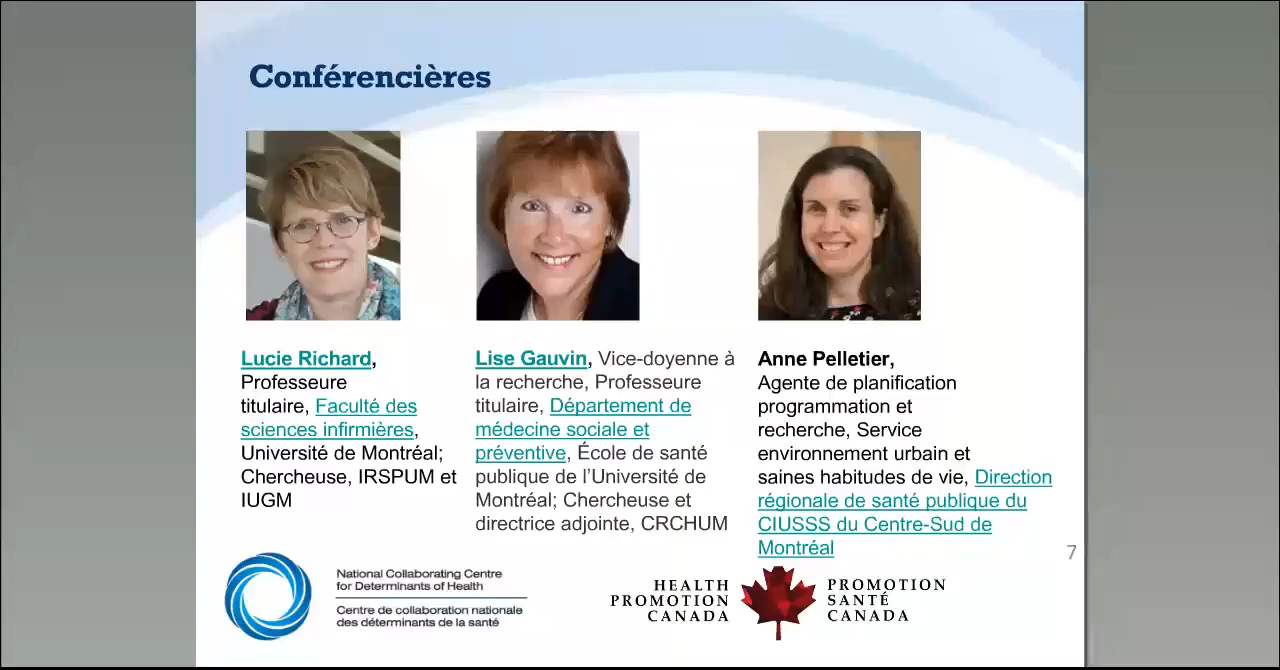 Conférencières
Lucie Richard,
Professeure
titulaire, Faculté des
sciences infirmières,
Université de Montréal;
Chercheuse, IRSPUM et
IUGM
Lise Gauvin, Vice-doyenne à
la recherche, Professeure
titulaire, Département de
médecine sociale et
préventive, École de santé
publique de l’Université de
Montréal; Chercheuse et
directrice adjointe, CRCHUM
Anne Pelletier,
Agente de planification
programmation et
recherche, Service
environnement urbain et
saines habitudes de vie, Direction
régionale de santé publique du
CIUSSS du Centre-Sud de
Montréal
7
National Collaborating Centre
for Determinants of Health
Centre de collaboration nationale
des déterminants de la santé
HEALTH
PROMOTION
CANADA
PROMOTION
SANTÉ
CANADA